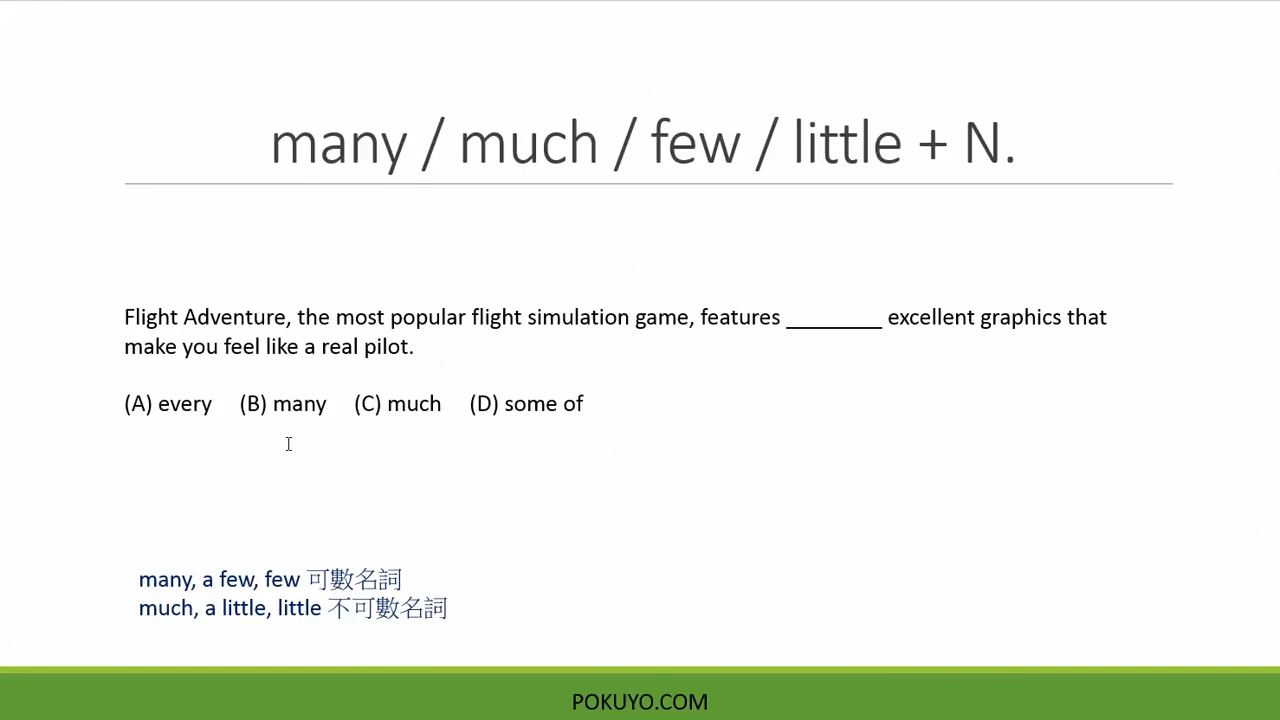 many / much / few / little + N.
Flight Adventure, the most popular flight simulation game, features ________ excellent graphics that
make you feel like a real pilot.
(A) every (B) many (C) much (D) some of
many, a few, few 可數名詞
much, a little, little 不可數名詞
POKUYO.COM